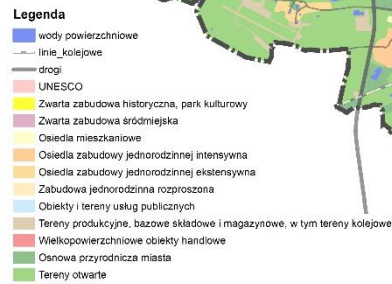 Legenda
wody powierzchniowe
linie_kolejowe
drogi
UNESCO
Zwarta zabudowa historyczna, park kulturowy
Zwarta zabudowa śródmiejska
Osiedla mieszkaniowe
Osiedla zabudowy jednorodzinnej intensywna
Osiedla zabudowy jednorodzinnej ekstensywna
Zabudowa jednorodzinna rozproszona
Obiekty i tereny usług publicznych
Tereny produkcyjne, bazowe składowe i magazynowe, w tym tereny kolejowe
Wielkopowierzchniowe obiekty handlowe
Osnowa przyrodnicza miasta
Tereny otwarte